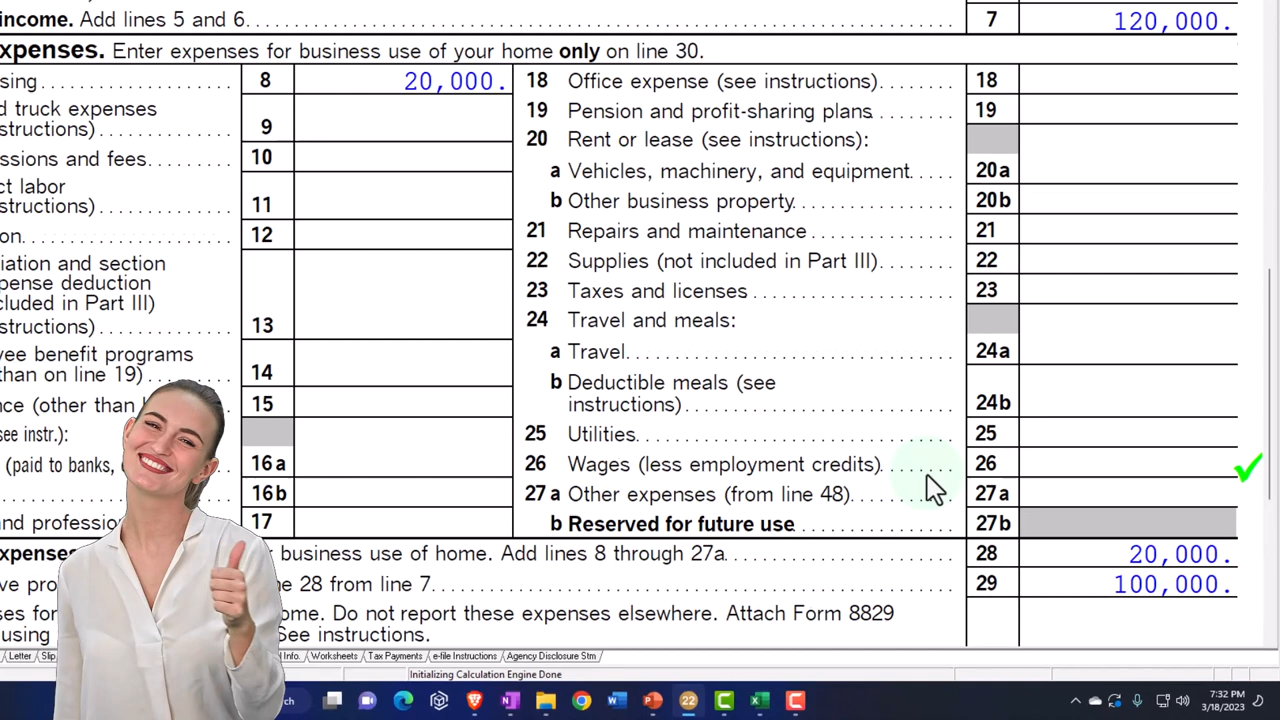 income. Add lines 5 and 6. 7 120,000.
xpenses. Enter expenses for business use of your home only on line 30.
sing 8 20,000.
d truck expenses
structions) 9
ssions and fees 10
ct labor
structions) 11
on. 12
iation and section
pense deduction
cluded in Part III)
structions) 13
yee benefit programs
than on line 19) 14
nce (other than h 15
see instr.):
(paid to banks, 16a
16b
and professio 17
18 Office expense (see instructions) 18
19 Pension and profit-sharing plans 19
20 Rent or lease (see instructions):
a Vehicles, machinery, and equipment 20a
b Other business property 20b
21 Repairs and maintenance 21
22 Supplies (not included in Part III) 22
23 Taxes and licenses 23
24 Travel and meals:
a Travel 24a
b Deductible meals (see
instructions) 24b
25 Utilities 25
26 Wages (less employment credits) 26
27a Other expenses (from line 48) 27a
b Reserved for future use 27b
xpenses business use of home. Add lines 8 through 27a 28 20,000.
ve pro ne 28 from line 7 29 100,000.
ses for ome. Do not report these expenses elsewhere. Attach Form 8829
using See instructions.
Letter Slip Info. Worksheets Tax Payments e-file Instructions Agency Disclosure Stm
Initializing Calculation Engine Done
rch 22 7:32 PM
3/18/2023